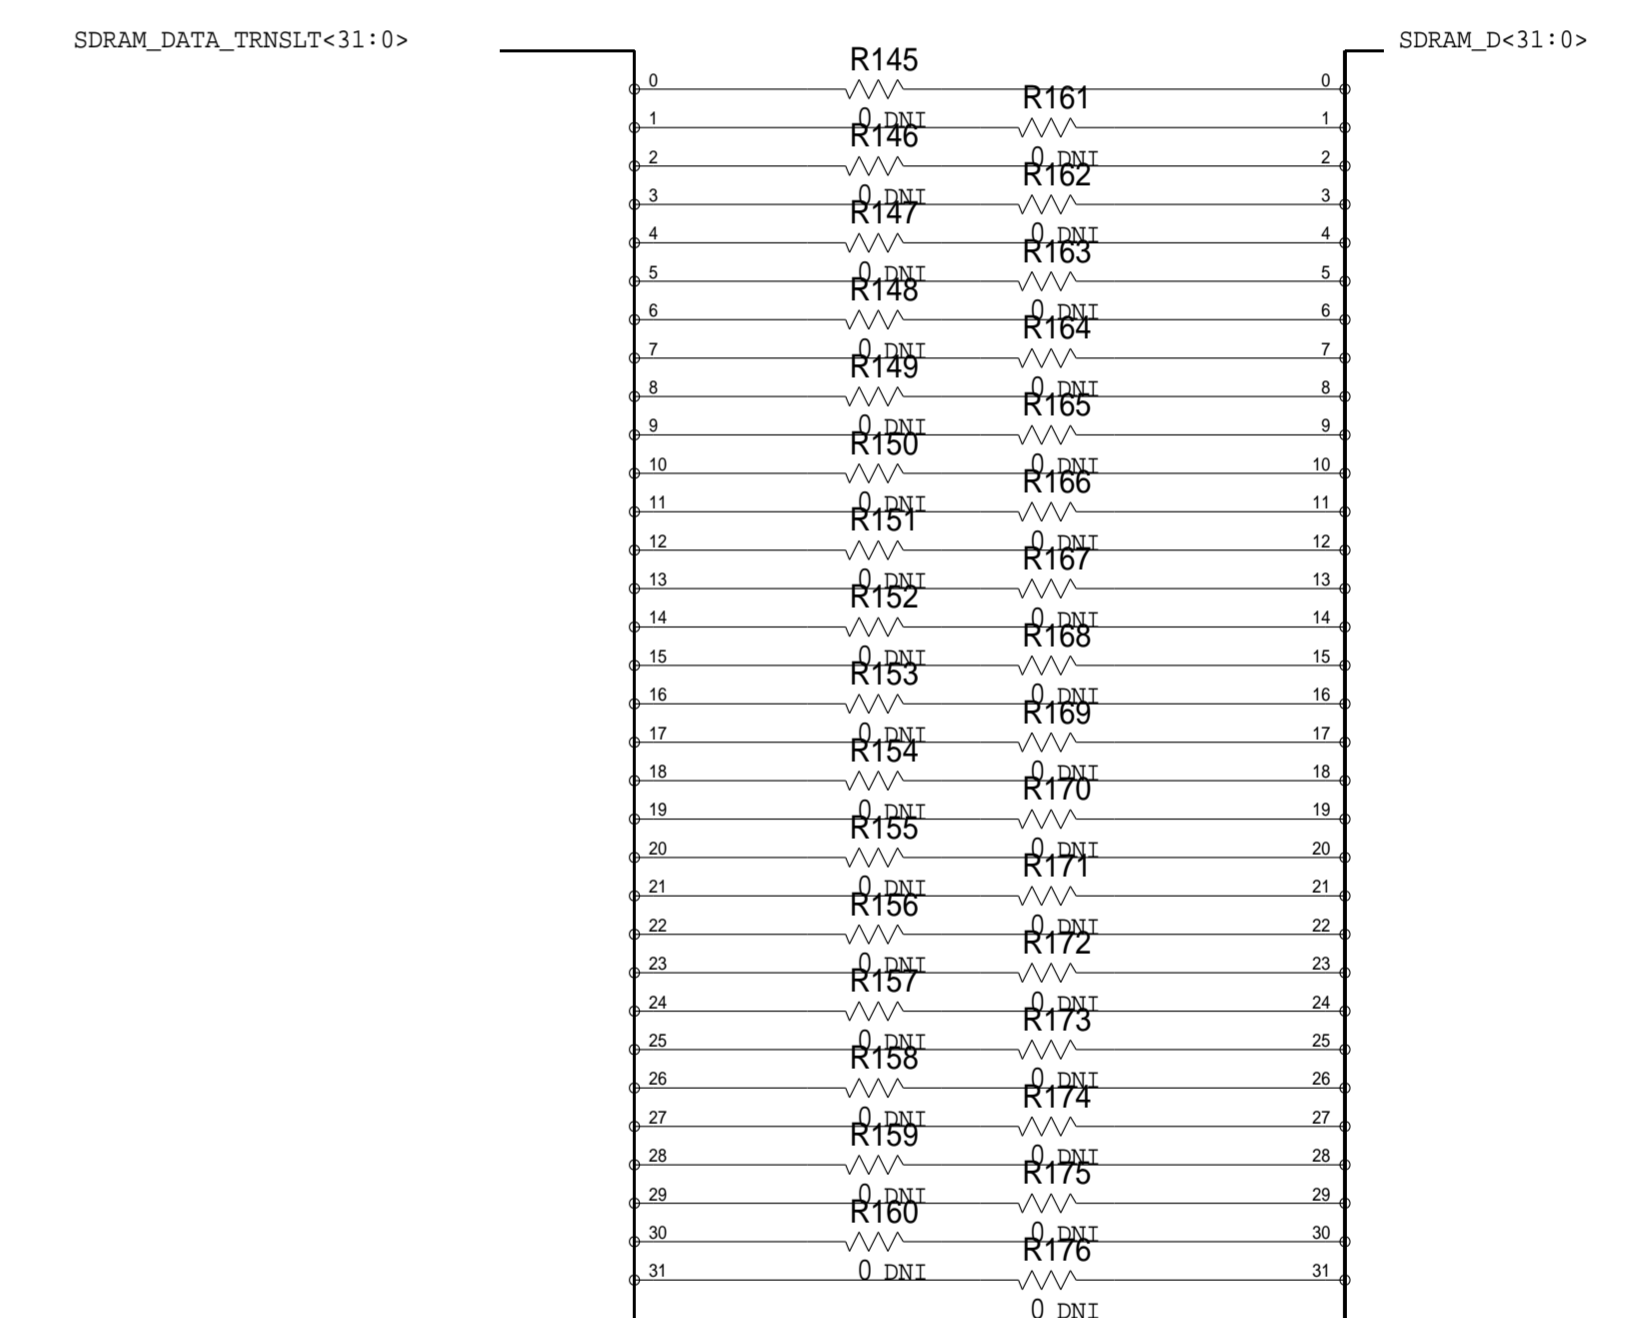 SDRAM_DATA_TRNSLT<31:0> SDRAM_D<31:0>
R145
0 0
R161
1 0 DNI 1
R146
2 0 DNI 2
R162
3 0 DNI 3
R147
4 0 DNI 4
R163
5 0 DNI 5
R148
6 0 DNI 6
R164
7 0 DNI 7
R149
8 0 DNI 8
R165
9 0 DNI 9
R150
10 0 DNI 10
R166
11 0 DNI 11
R151
12 0 DNI 12
R167
13 0 DNI 13
R152
14 0 DNI 14
R168
15 0 DNI 15
R153
16 0 DNI 16
R169
17 0 DNI 17
R154
18 0 DNI 18
R170
19 0 DNI 19
R155
20 0 DNI 20
R171
21 0 DNI 21
R156
22 0 DNI 22
R172
23 0 DNI 23
R157
24 0 DNI 24
R173
25 0 DNI 25
R158
26 0 DNI 26
R174
27 0 DNI 27
R159
28 0 DNI 28
R175
29 0 DNI 29
R160
30 0 DNI 30
R176
31 0 DNI 31
0 DNI